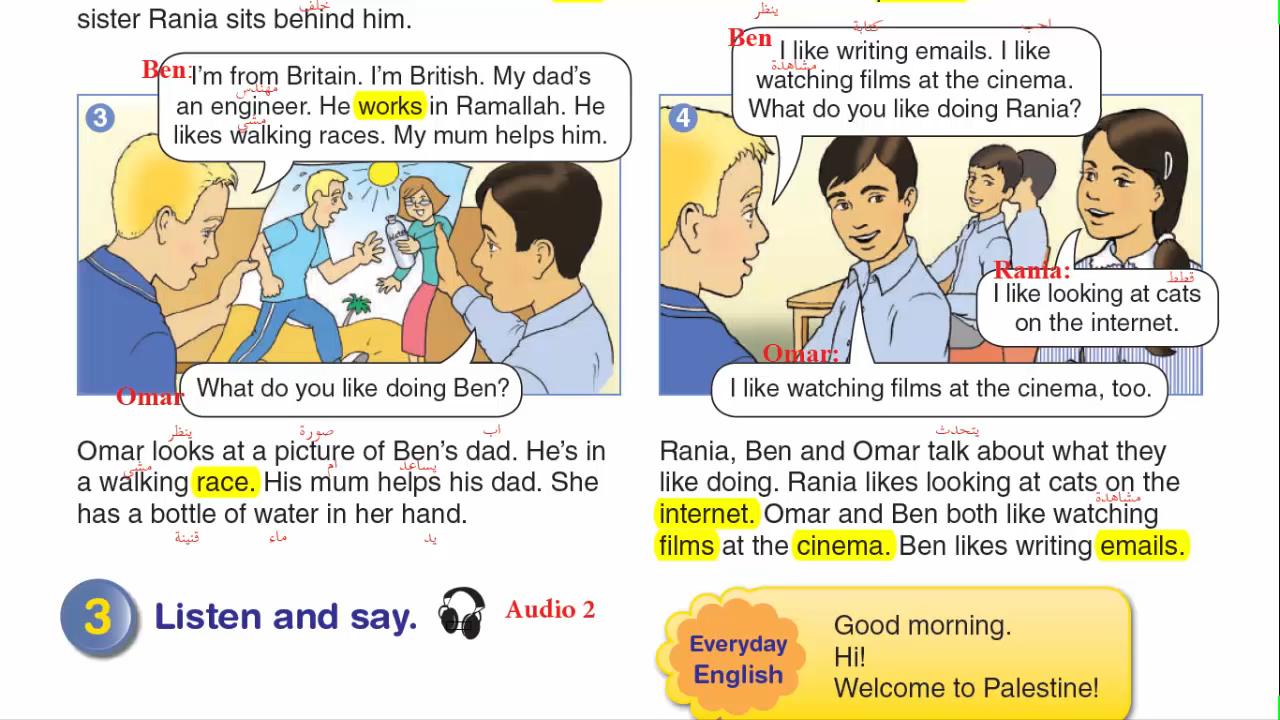 sister Rania sits behind him.
خلف
3
Ben:
I'm from Britain. I'm British. My dad's
مهندس
an engineer. He works in Ramallah. He
مشي
likes walking races. My mum helps him.
Omar
What do you like doing Ben?
ينظر صورة اب
Omar looks at a picture of Ben's dad. He's in
مشي ام يساعد
a walking race. His mum helps his dad. She
has a bottle of water in her hand.
قنينة ماء يد
3 Listen and say. Audio 2
ينظر
4
Ben
كتابة احب
I like writing emails. I like
مشاهدة
watching films at the cinema.
What do you like doing Rania?
Rania:
قطط
I like looking at cats
on the internet.
Omar:
I like watching films at the cinema, too.
يتحدث
Rania, Ben and Omar talk about what they
like doing. Rania likes looking at cats on the
مشاهدة
internet. Omar and Ben both like watching
films at the cinema. Ben likes writing emails.
Everyday
English
Good morning.
Hi!
Welcome to Palestine!